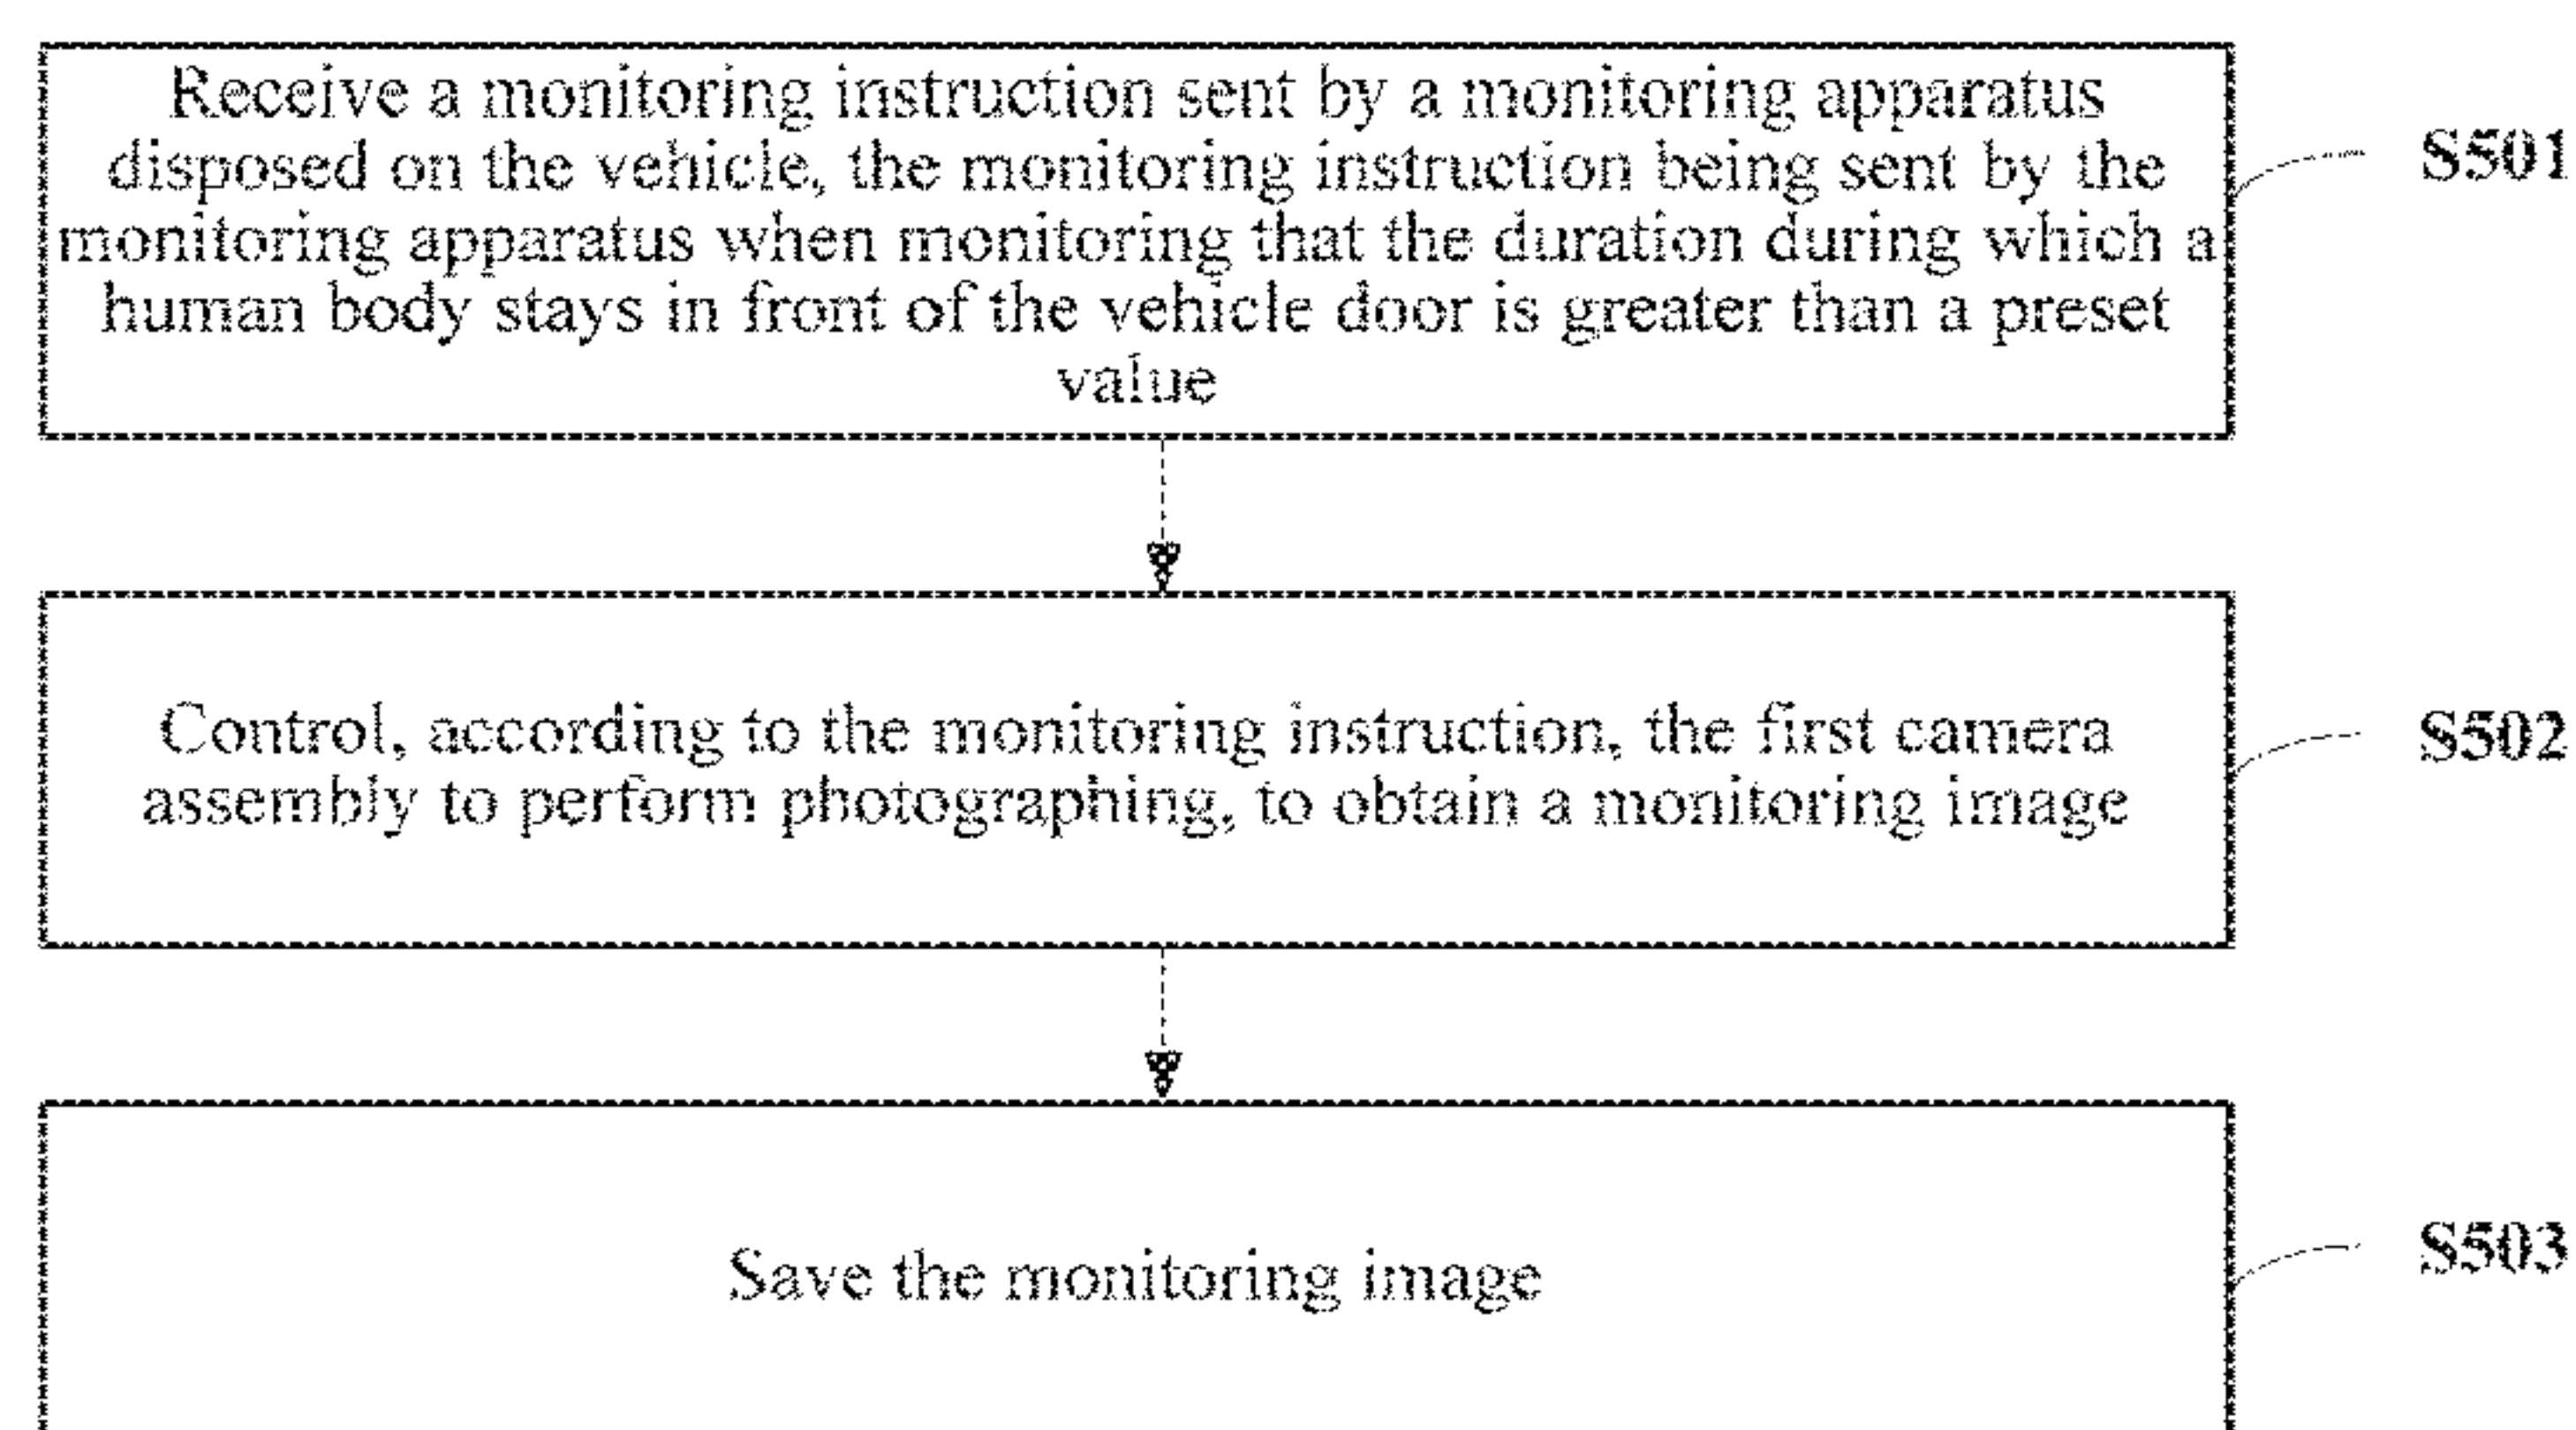 Receive a monitoring instruction sent by a monitoring apparatus
disposed on the vehicle, the monitoring instruction being sent by the
monitoring apparatus when monitoring that the duration during which a
human body stays in front of the vehicle door is greater than a preset
value
S501
Control, according to the monitoring instruction, the first camera
assembly to perform photographing, to obtain a monitoring image
S502
Save the monitoring image
S503